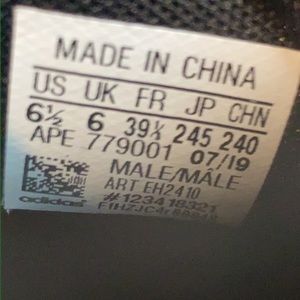 MADE IN CHINA
US UK FR JP CHN
6½ 6 39⅓ 245 240
APE 779001 07/19
MALE/MÂLE
ART EH2410
#123418321
adidas